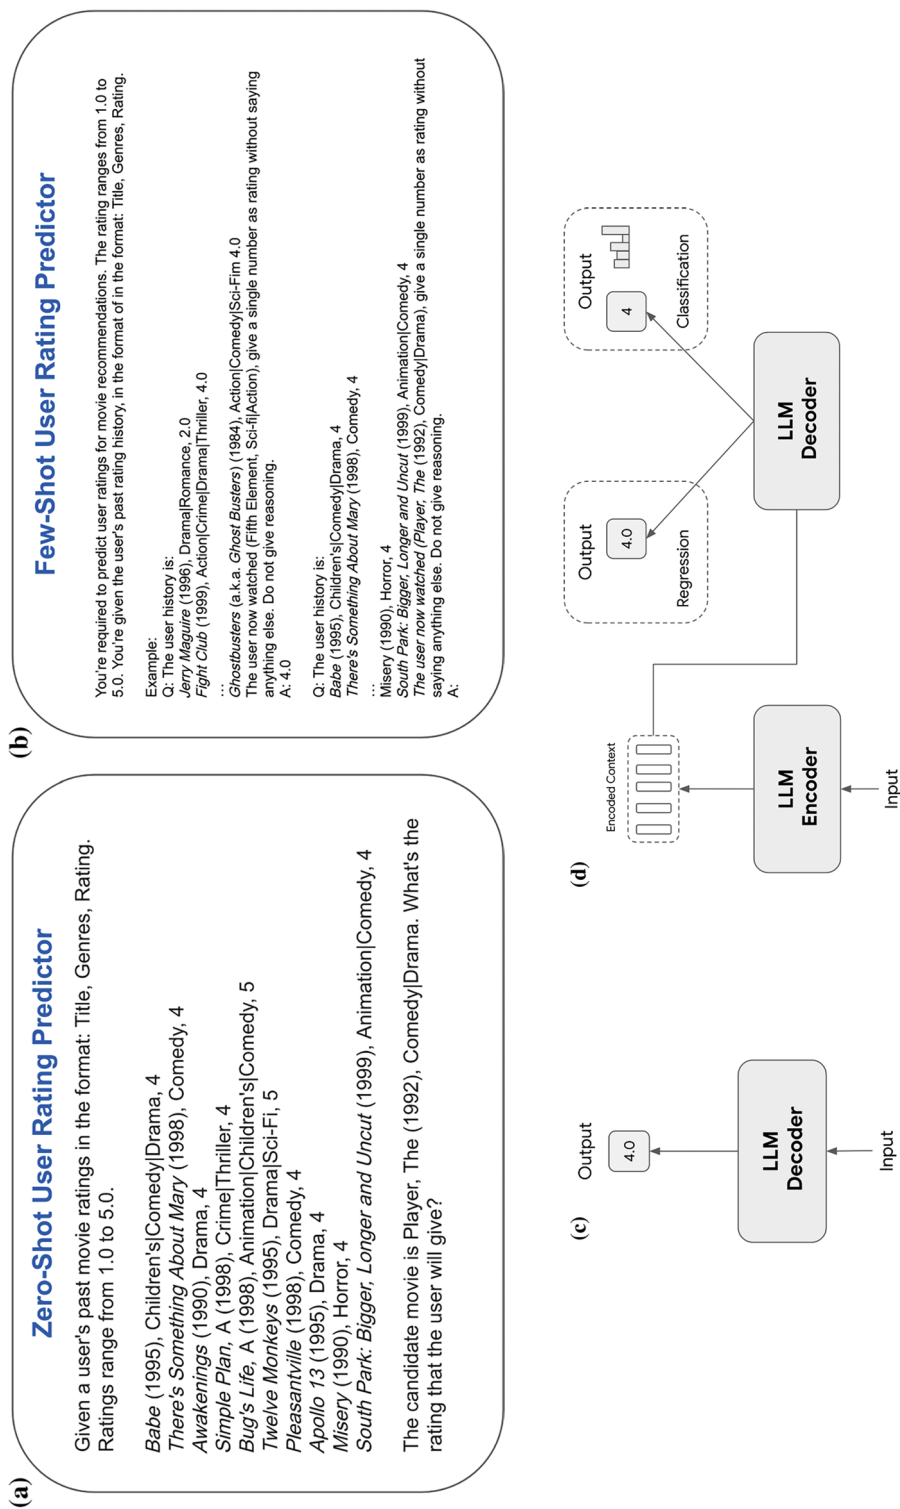 (a)
Zero-Shot User Rating Predictor
Given a user's past movie ratings in the format: Title, Genres, Rating.
Ratings range from 1.0 to 5.0.
Babe (1995), Children's|Comedy|Drama, 4
There's Something About Mary (1998), Comedy, 4
Awakenings (1990), Drama, 4
Simple Plan, A (1998), Crime|Thriller, 4
Bug's Life, A (1998), Animation|Children's|Comedy, 5
Twelve Monkeys (1995), Drama|Sci-Fi, 5
Pleasantville (1998), Comedy, 4
Apollo 13 (1995), Drama, 4
Misery (1990), Horror, 4
South Park: Bigger, Longer and Uncut (1999), Animation|Comedy, 4
The candidate movie is Player, The (1992), Comedy|Drama. What's the
rating that the user will give?
(b)
Few-Shot User Rating Predictor
You're required to predict user ratings for movie recommendations. The rating ranges from 1.0 to
5.0. You're given the user's past rating history, in the format of in the format: Title, Genres, Rating.
Example:
Q: The user history is:
Jerry Maguire (1996), Drama|Romance, 2.0
Fight Club (1999), Action|Crime|Drama|Thriller, 4.0
...
Ghostbusters (a.k.a. Ghost Busters) (1984), Action|Comedy|Sci-Fim 4.0
The user now watched (Fifth Element, Sci-fi|Action), give a single number as rating without saying
anything else. Do not give reasoning.
A: 4.0
Q: The user history is:
Babe (1995), Children's|Comedy|Drama, 4
There's Something About Mary (1998), Comedy, 4
...
Misery (1990), Horror, 4
South Park: Bigger, Longer and Uncut (1999), Animation|Comedy, 4
The user now watched (Player, The (1992), Comedy|Drama), give a single number as rating without
saying anything else. Do not give reasoning.
A:
(c)
Output
4.0
LLM
Decoder
Input
(d)
Encoded Context
LLM
Encoder
Input
Output
4.0
Regression
Output
4
Classification
LLM
Decoder